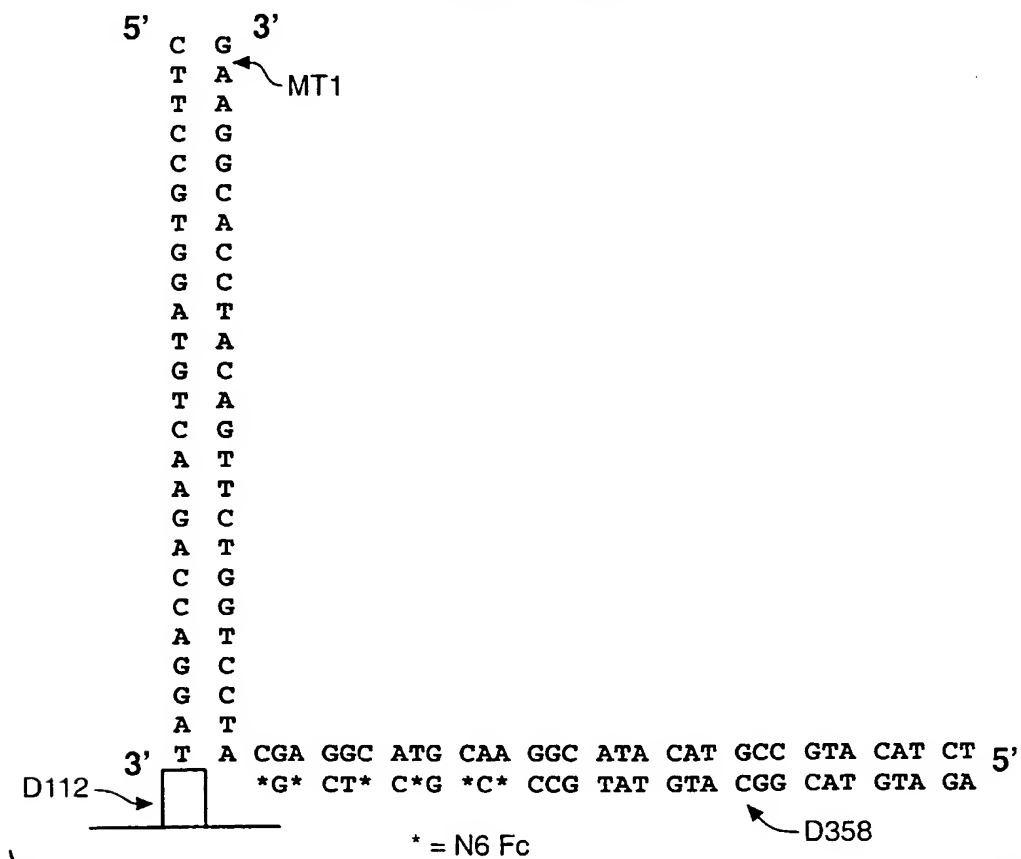 5' C G 3'
T A MT1
T A
C G
C G
G C
T A
G C
G C
A T
T A
G C
T A
C G
A T
A T
G C
A T
C G
C G
A T
G C
G C
A T
3' T A CGA GGC ATG CAA GGC ATA CAT GCC GTA CAT CT 5'
*G* CT* C*G *C* CCG TAT GTA CGG CAT GTA GA
D112
D358
* = N6 Fc